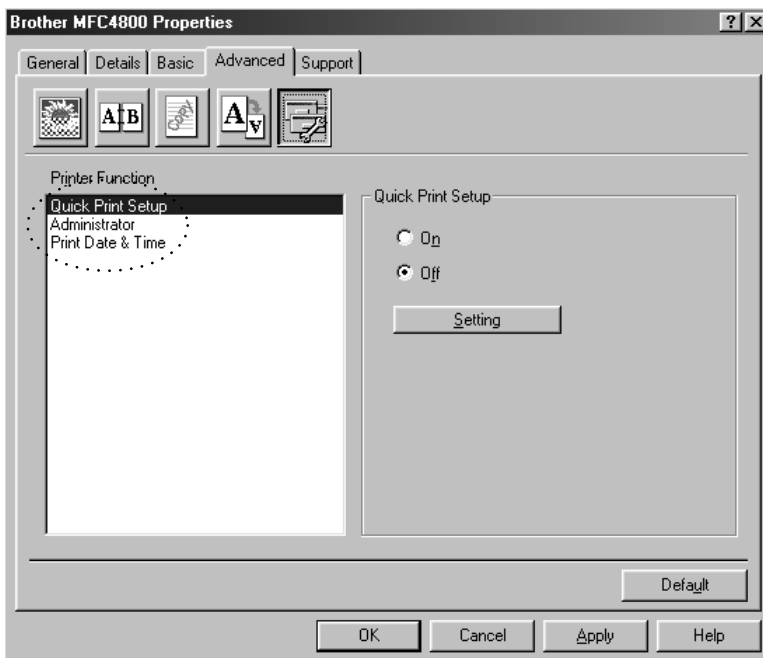 Brother MFC4800 Properties ? X
General Details Basic Advanced Support
A B COPY A A
Printer Function
Quick Print Setup
Administrator
Print Date & Time
Quick Print Setup
On
Off
Setting
Default
OK Cancel Apply Help